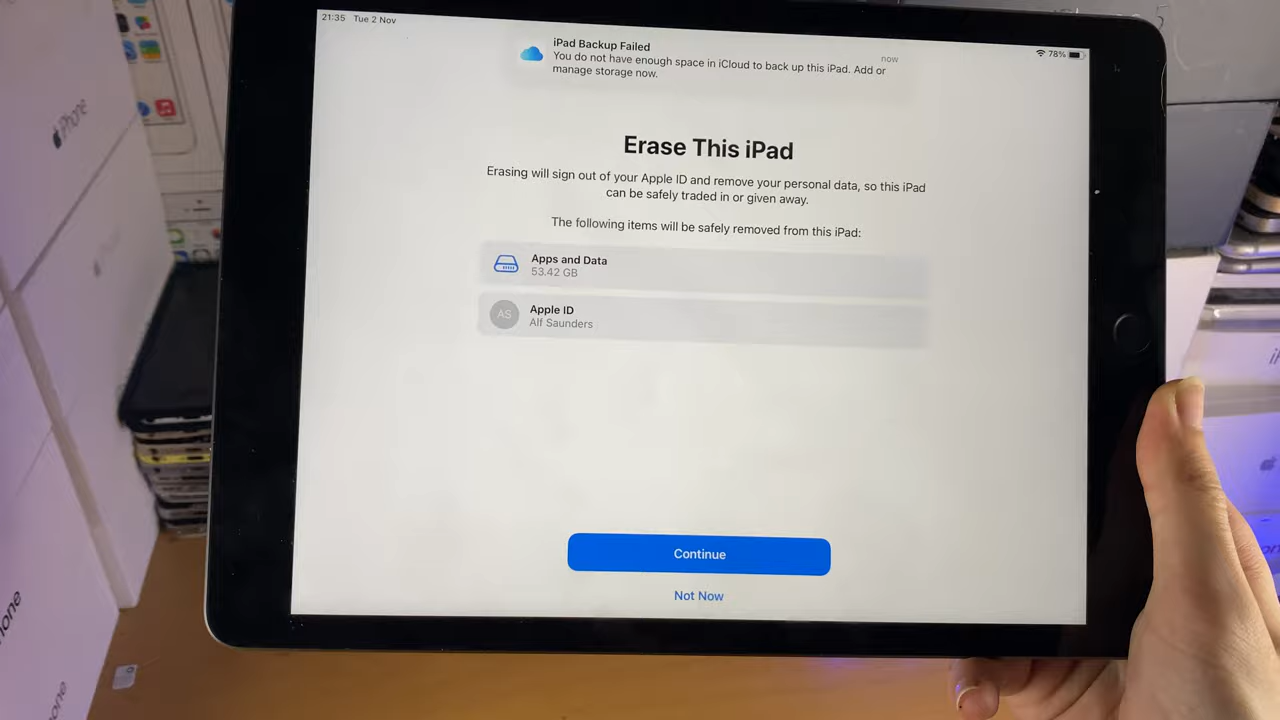 21:35 Tue 2 Nov
78%
iPad Backup Failed
now
You do not have enough space in iCloud to back up this iPad. Add or
manage storage now.
Erase This iPad
Erasing will sign out of your Apple ID and remove your personal data, so this iPad
can be safely traded in or given away.
The following items will be safely removed from this iPad:
Apps and Data
53.42 GB
AS
Apple ID
Alf Saunders
Continue
Not Now
iPhone